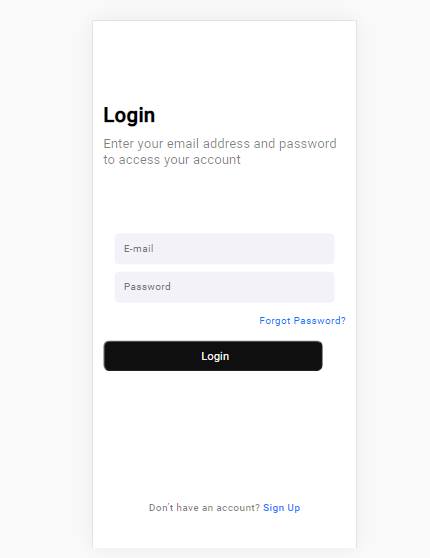 Login
Enter your email address and password
to access your account
E-mail
Password
Forgot Password?
Login
Don't have an account? Sign Up